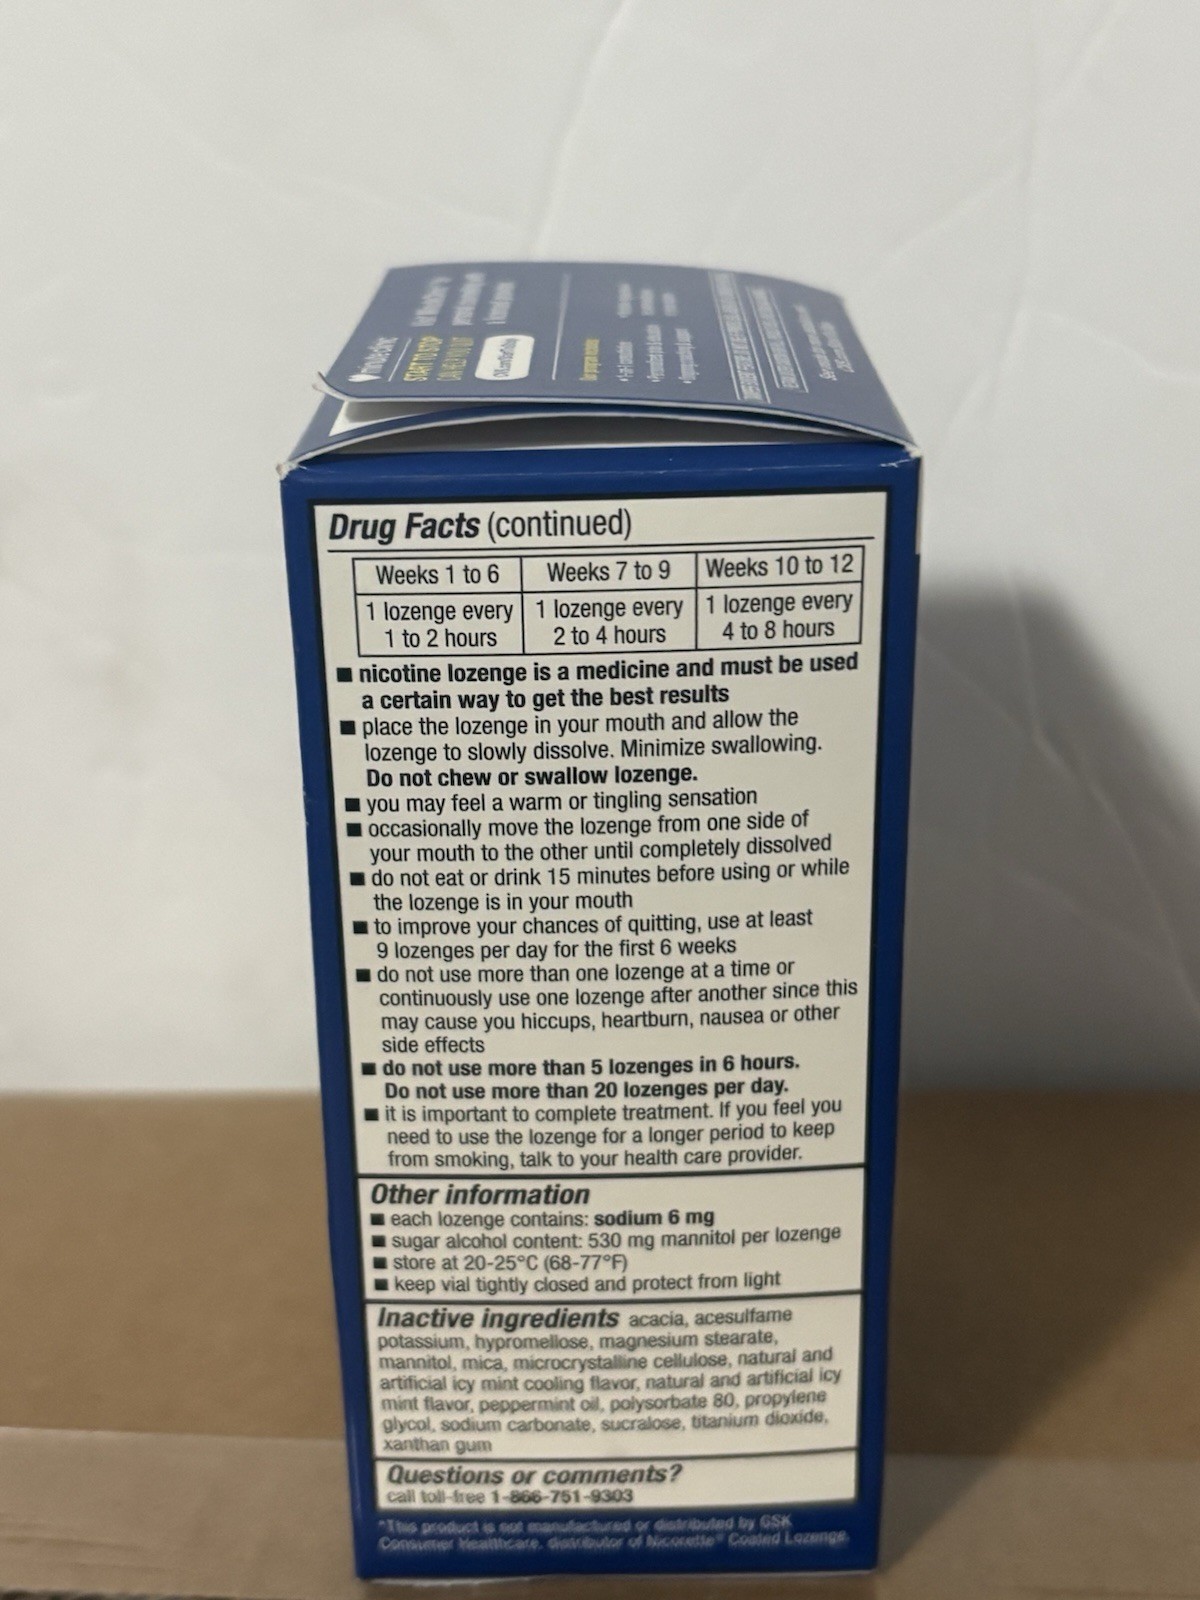 minuteclinic
START TO STOP
CAN HELP YOU QUIT
Our program includes:
Drug Facts (continued)
Weeks 1 to 6 Weeks 7 to 9 Weeks 10 to 12
1 lozenge every 1 lozenge every 1 lozenge every
1 to 2 hours 2 to 4 hours 4 to 8 hours
■ nicotine lozenge is a medicine and must be used
a certain way to get the best results
■ place the lozenge in your mouth and allow the
lozenge to slowly dissolve. Minimize swallowing.
Do not chew or swallow lozenge.
■ you may feel a warm or tingling sensation
■ occasionally move the lozenge from one side of
your mouth to the other until completely dissolved
■ do not eat or drink 15 minutes before using or while
the lozenge is in your mouth
■ to improve your chances of quitting, use at least
9 lozenges per day for the first 6 weeks
■ do not use more than one lozenge at a time or
continuously use one lozenge after another since this
may cause you hiccups, heartburn, nausea or other
side effects
■ do not use more than 5 lozenges in 6 hours.
Do not use more than 20 lozenges per day.
■ it is important to complete treatment. If you feel you
need to use the lozenge for a longer period to keep
from smoking, talk to your health care provider.
Other information
■ each lozenge contains: sodium 6 mg
■ sugar alcohol content: 530 mg mannitol per lozenge
■ store at 20-25°C (68-77°F)
■ keep vial tightly closed and protect from light
Inactive ingredients acacia, acesulfame
potassium, hypromellose, magnesium stearate,
mannitol, mica, microcrystalline cellulose, natural and
artificial icy mint cooling flavor, natural and artificial icy
mint flavor, peppermint oil, polysorbate 80, propylene
glycol, sodium carbonate, sucralose, titanium dioxide,
xanthan gum
Questions or comments?
call toll-free 1-866-751-9303
*This product is not manufactured or distributed by GSK
Consumer Healthcare, distributor of Nicorette® Coated Lozenge.